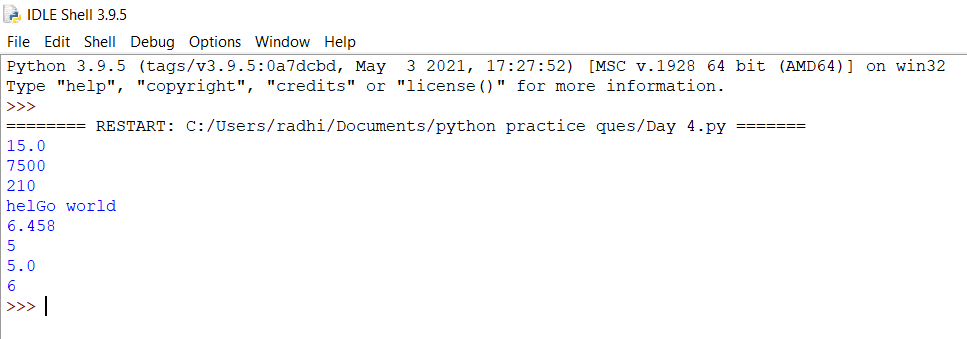 IDLE Shell 3.9.5
File Edit Shell Debug Options Window Help
Python 3.9.5 (tags/v3.9.5:0a7dcbd, May  3 2021, 17:27:52) [MSC v.1928 64 bit (AMD64)] on win32
Type "help", "copyright", "credits" or "license()" for more information.
>>>
======== RESTART: C:/Users/radhi/Documents/python practice ques/Day 4.py =======
15.0
7500
210
helGo world
6.458
5
5.0
6
>>>